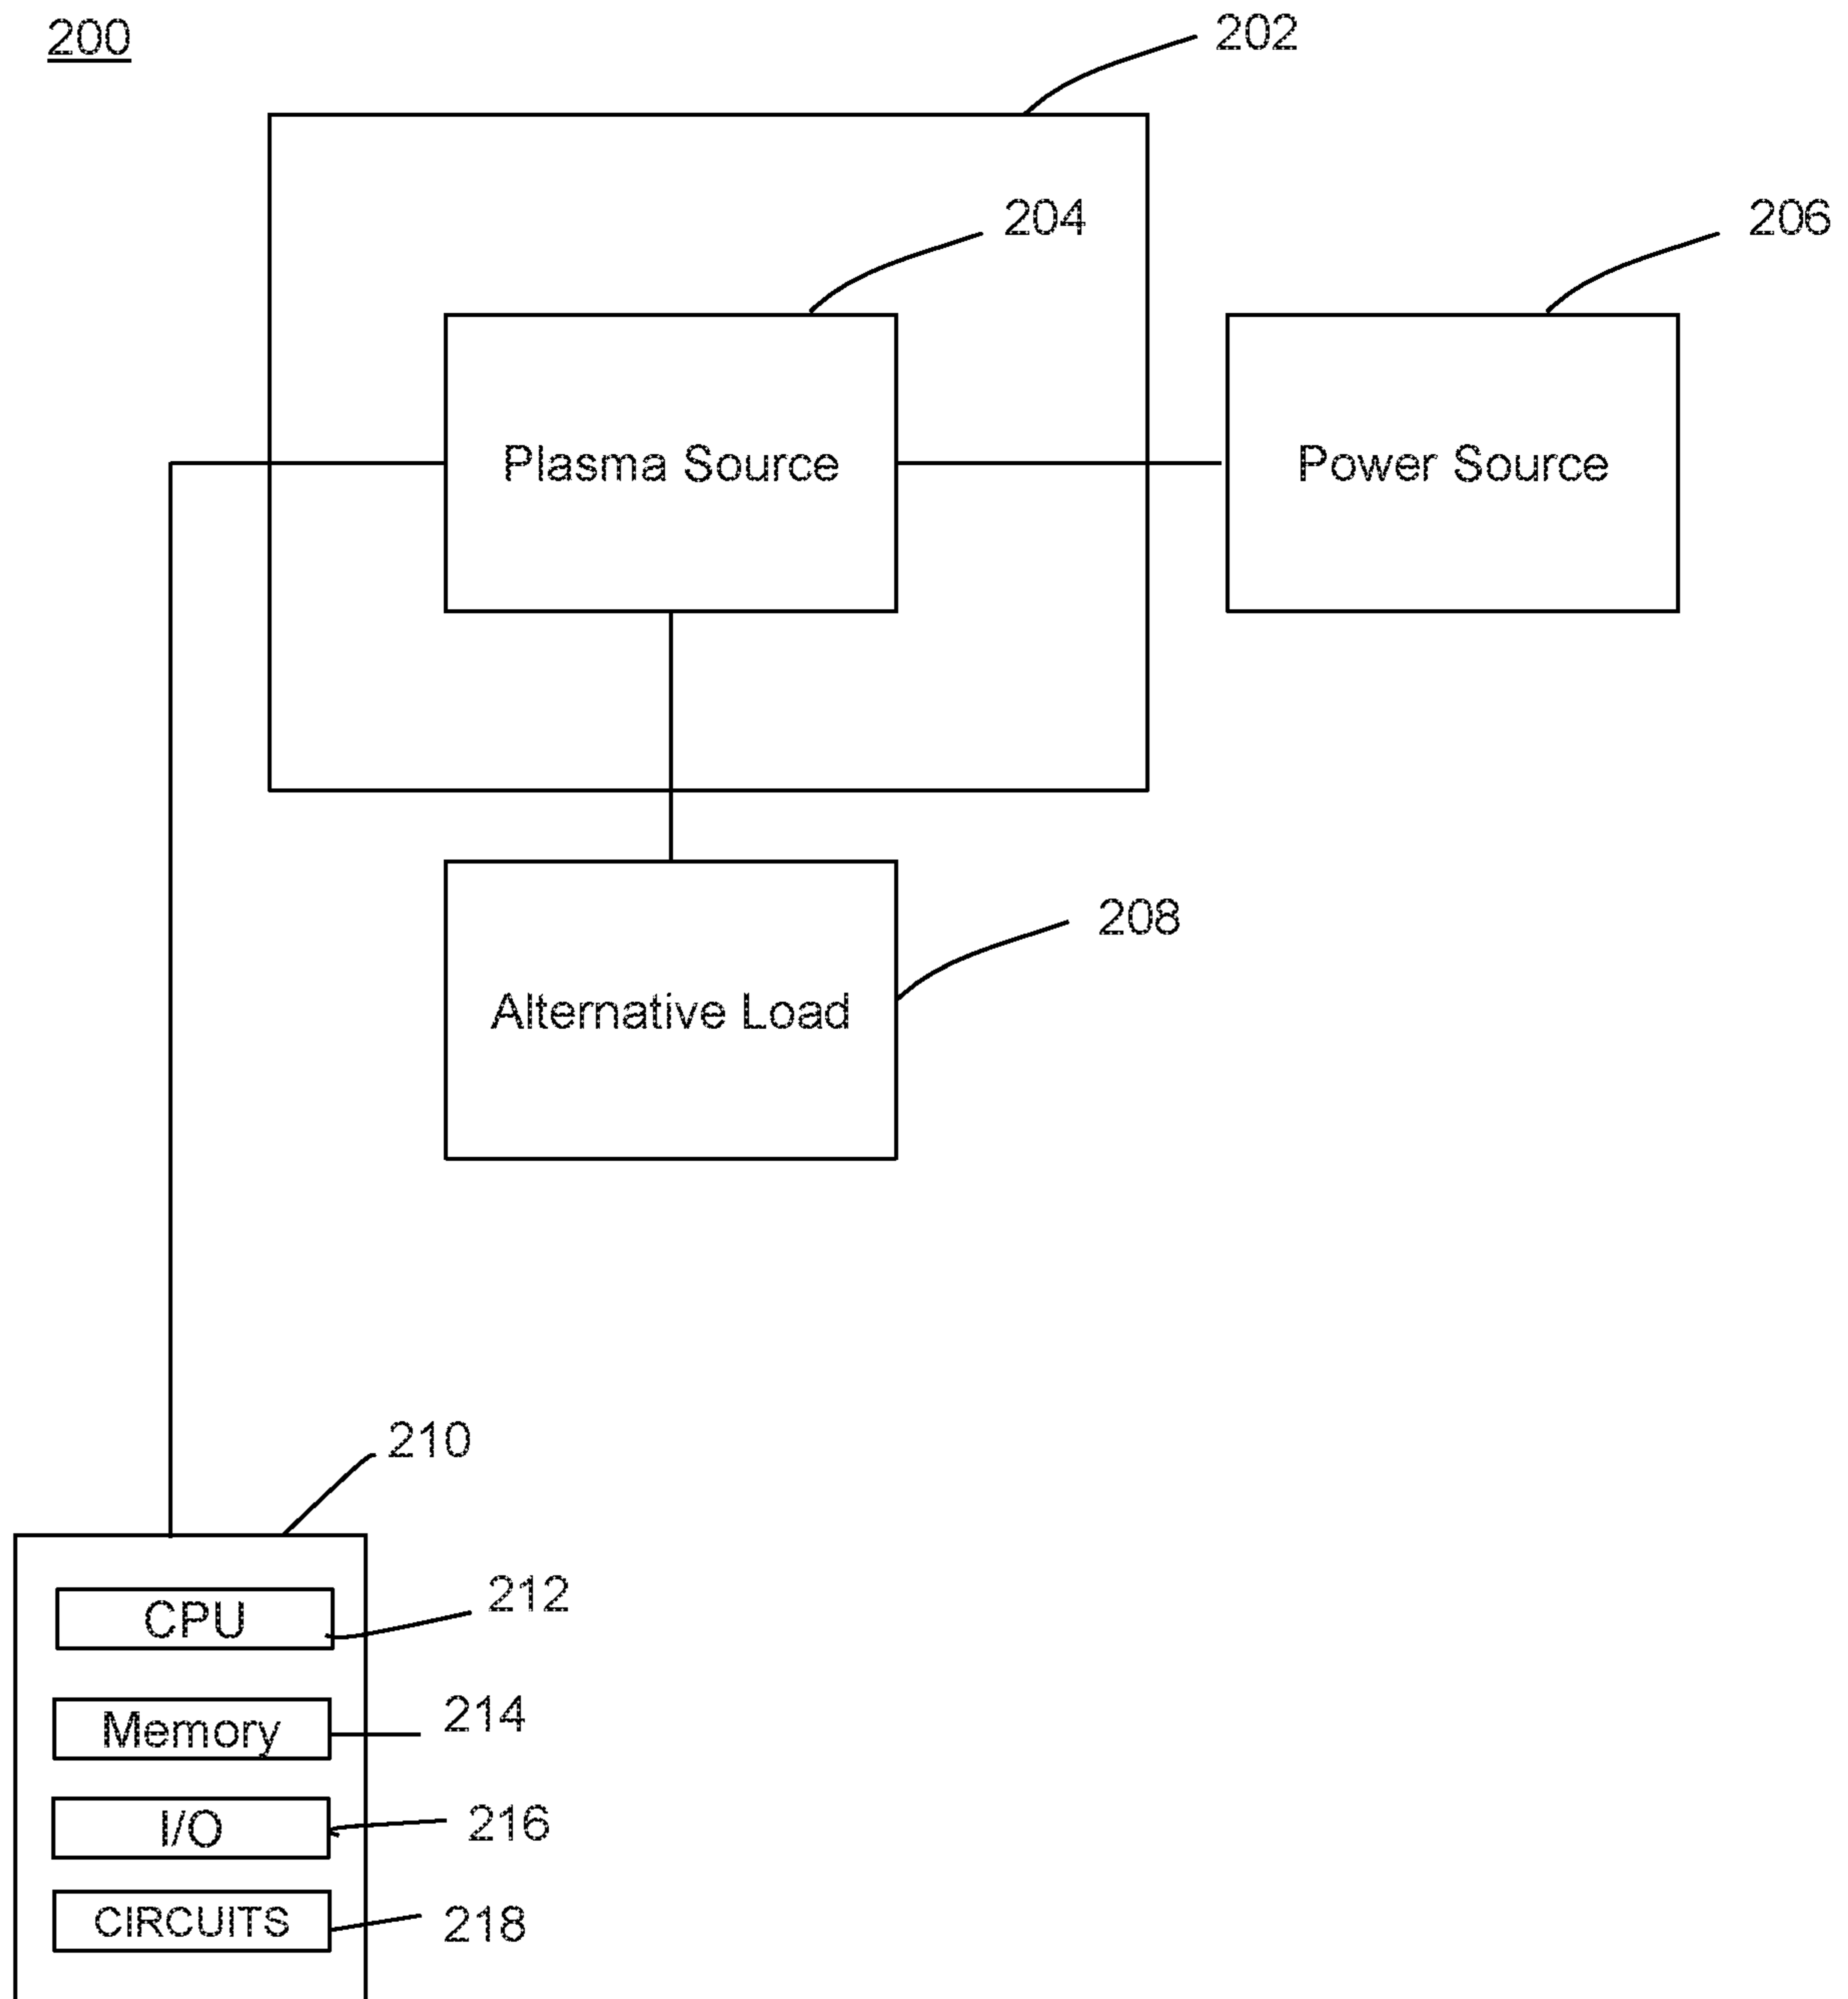 200
202
204
206
Plasma Source
Power Source
208
Alternative Load
210
CPU
212
Memory
214
I/O
216
CIRCUITS
218